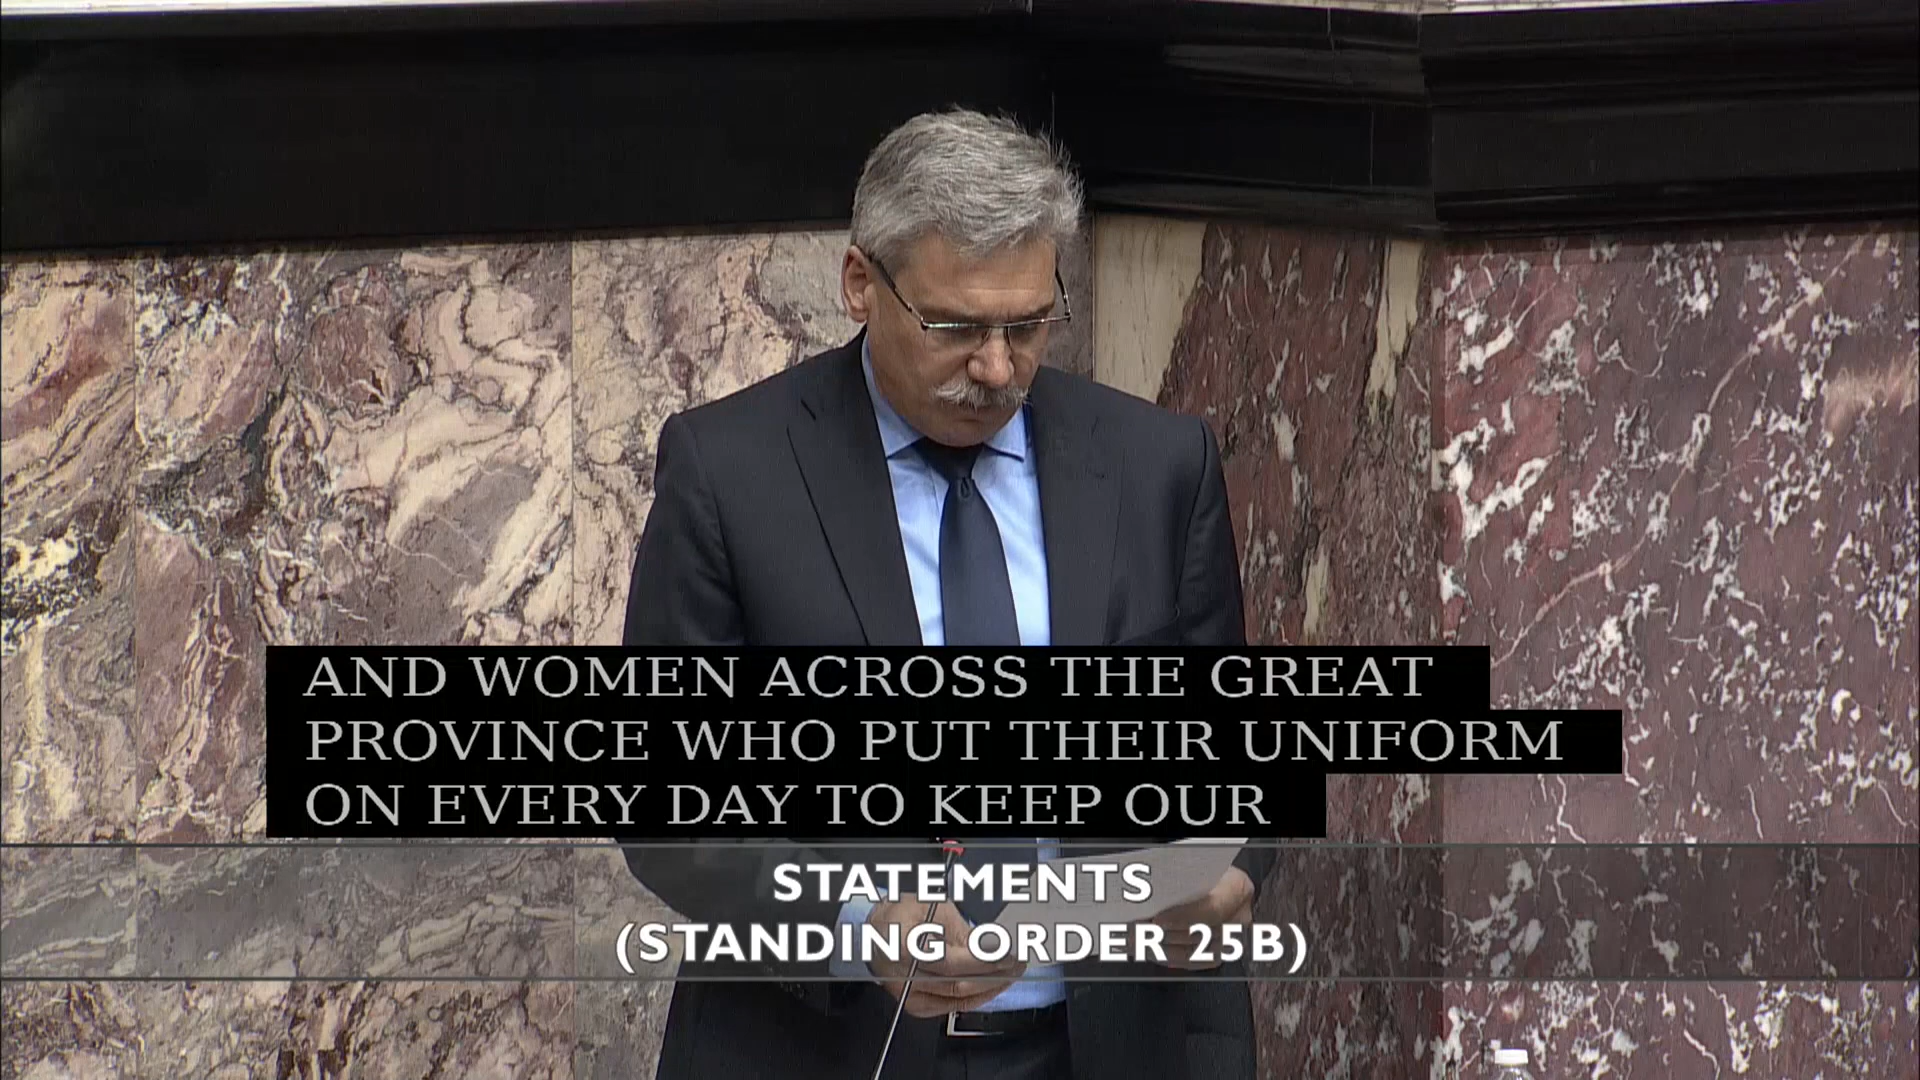 AND WOMEN ACROSS THE GREAT
PROVINCE WHO PUT THEIR UNIFORM
ON EVERY DAY TO KEEP OUR
STATEMENTS
(STANDING ORDER 25B)